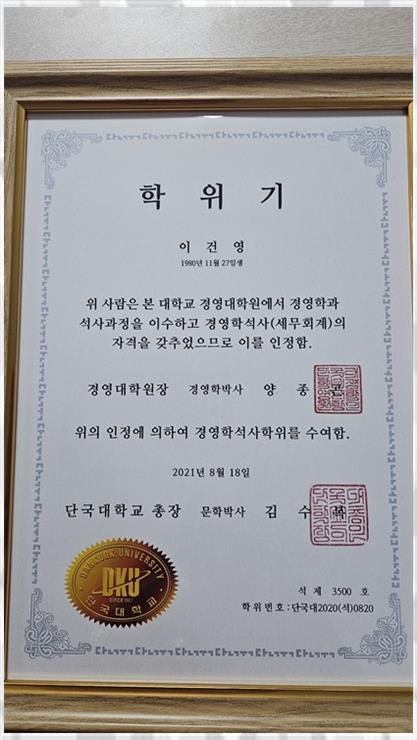 학 위 기
이 건 영
1980년 11월 27일생
위 사람은 본 대학교 경영대학원에서 경영학과
석사과정을 이수하고 경영학석사(세무회계)의
자격을 갖추었으므로 이를 인정함.
경영대학원장 경영학박사 양 종 곤
위의 인정에 의하여 경영학석사학위를 수여함.
2021년 8월 18일
단국대학교 총장 문학박사 김 수
DANKOOK UNIVERSITY
DKU
단국대학교
석 제 3500 호
학위번호 : 단국대2020(석)0820